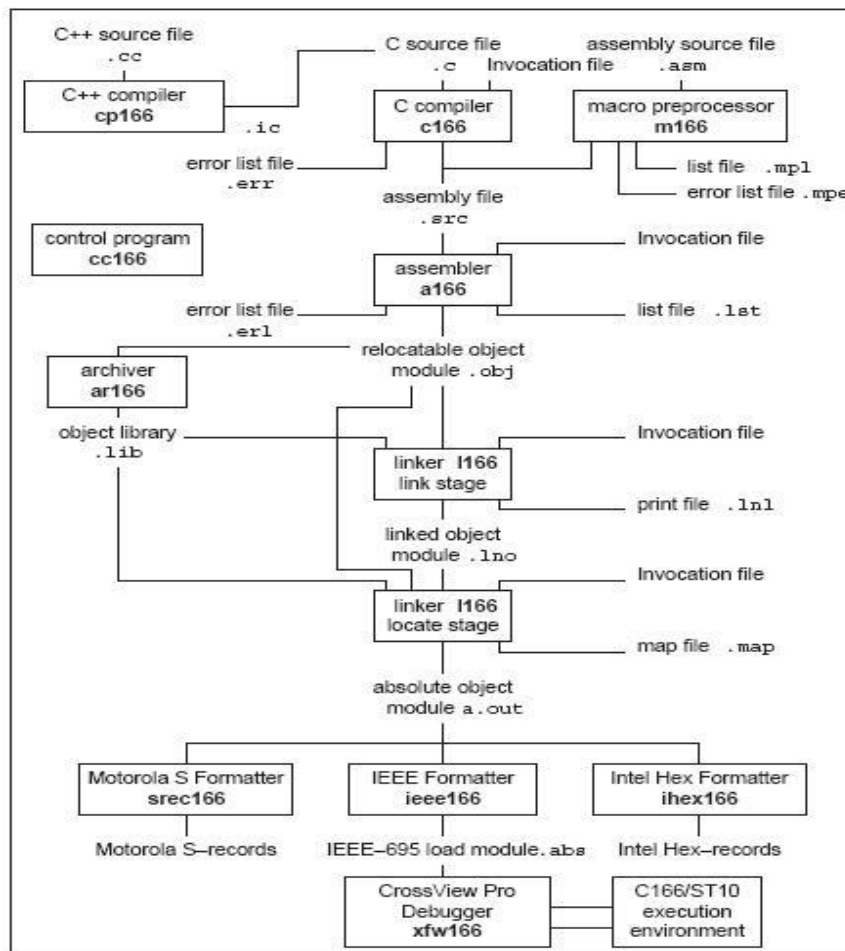 C++ source file
.cc
C++ compiler
cp166
.ic
C source file
.c
Invocation file
C compiler
c166
assembly source file
.asm
macro preprocessor
m166
error list file
.err
list file .mpl
error list file .mpe
assembly file
.src
control program
cc166
Invocation file
assembler
a166
error list file
.erl
list file .lst
relocatable object
module .obj
archiver
ar166
object library
.lib
Invocation file
linker l166
link stage
print file .lnl
linked object
module .lno
Invocation file
linker l166
locate stage
map file .map
absolute object
module a.out
Motorola S Formatter
srec166
IEEE Formatter
ieee166
Intel Hex Formatter
ihex166
Motorola S–records
IEEE–695 load module.abs
Intel Hex–records
CrossView Pro
Debugger
xfw166
C166/ST10
execution
environment